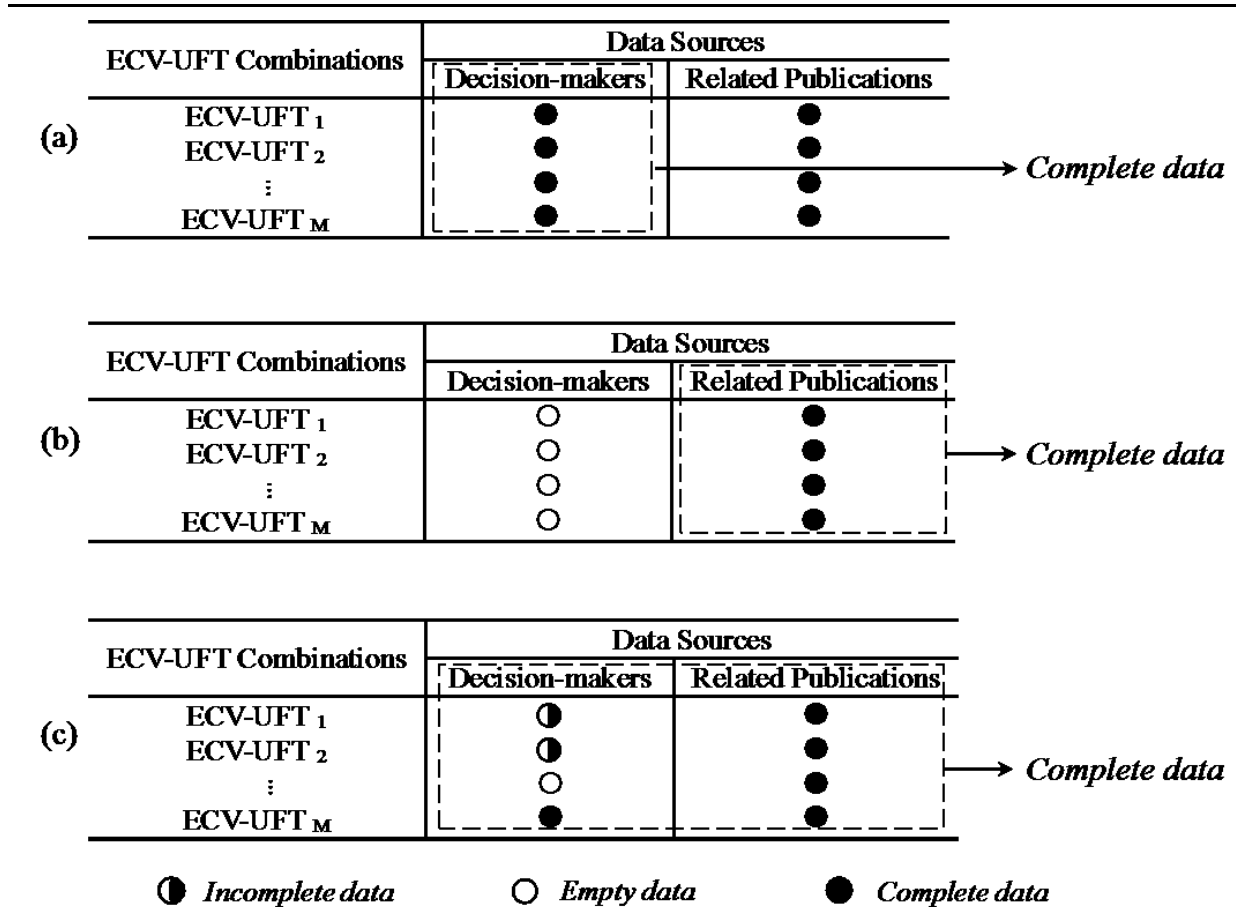 ECV-UFT Combinations
Data Sources
Decision-makers
Related Publications
(a)
ECV-UFT 1
ECV-UFT 2
...
ECV-UFT M
Complete data
ECV-UFT Combinations
Data Sources
Decision-makers
Related Publications
(b)
ECV-UFT 1
ECV-UFT 2
...
ECV-UFT M
Complete data
ECV-UFT Combinations
Data Sources
Decision-makers
Related Publications
(c)
ECV-UFT 1
ECV-UFT 2
...
ECV-UFT M
Complete data
Incomplete data
Empty data
Complete data